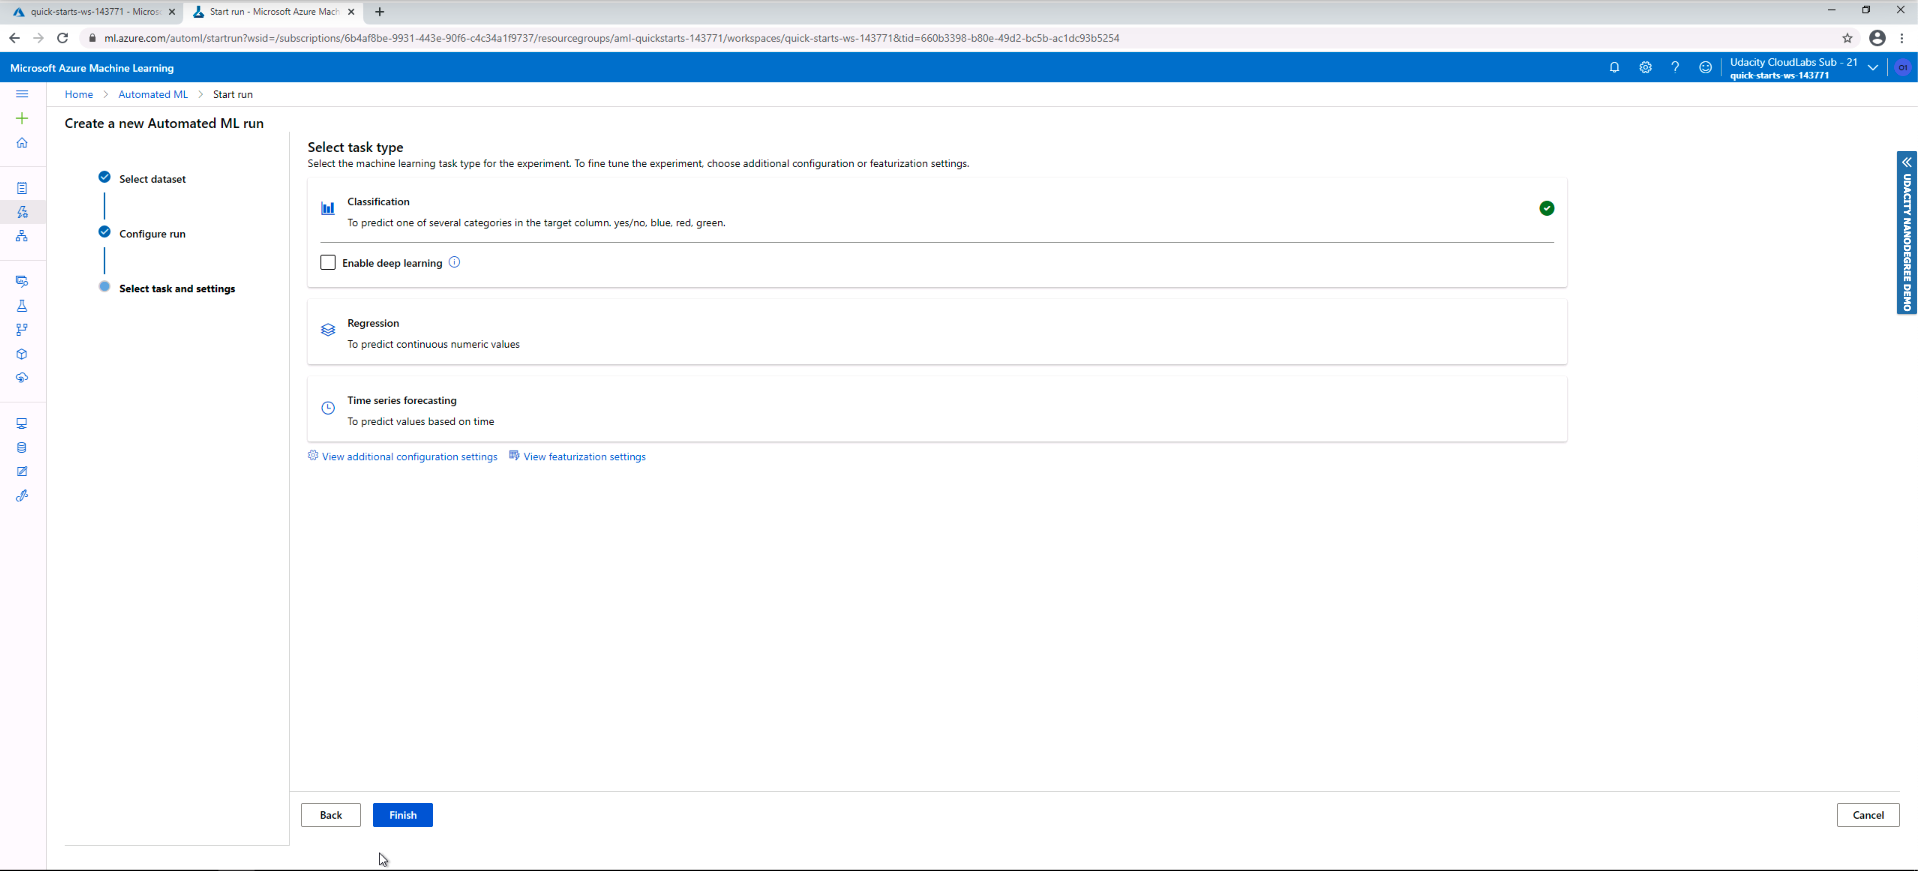 quick-starts-ws-143771 - Micros
Start run - Microsoft Azure Mach
ml.azure.com/automl/startrun?wsid=/subscriptions/6b4af8be-9931-443e-90f6-c4c34a1f9737/resourcegroups/aml-quickstarts-143771/workspaces/quick-starts-ws-143771&tid=660b3398-b80e-49d2-bc5b-ac1dc93b5254
Microsoft Azure Machine Learning
Udacity CloudLabs Sub - 21
quick-starts-ws-143771
O1
Home > Automated ML > Start run
Create a new Automated ML run
Select dataset
Configure run
Select task and settings
Select task type
Select the machine learning task type for the experiment. To fine tune the experiment, choose additional configuration or featurization settings.
Classification
To predict one of several categories in the target column. yes/no, blue, red, green.
Enable deep learning
Regression
To predict continuous numeric values
Time series forecasting
To predict values based on time
View additional configuration settings
View featurization settings
Back
Finish
Cancel
UDACITY NANODEGREE DEMO